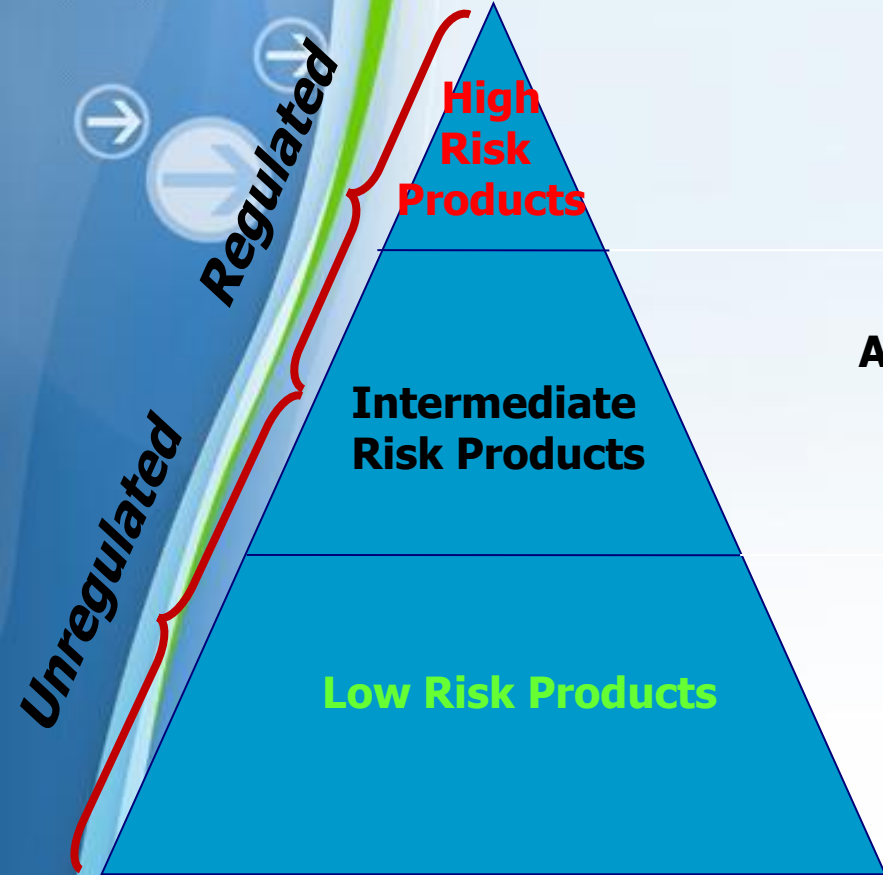 Regulated
High
Risk
Products
A
Intermediate
Risk Products
Unregulated
Low Risk Products